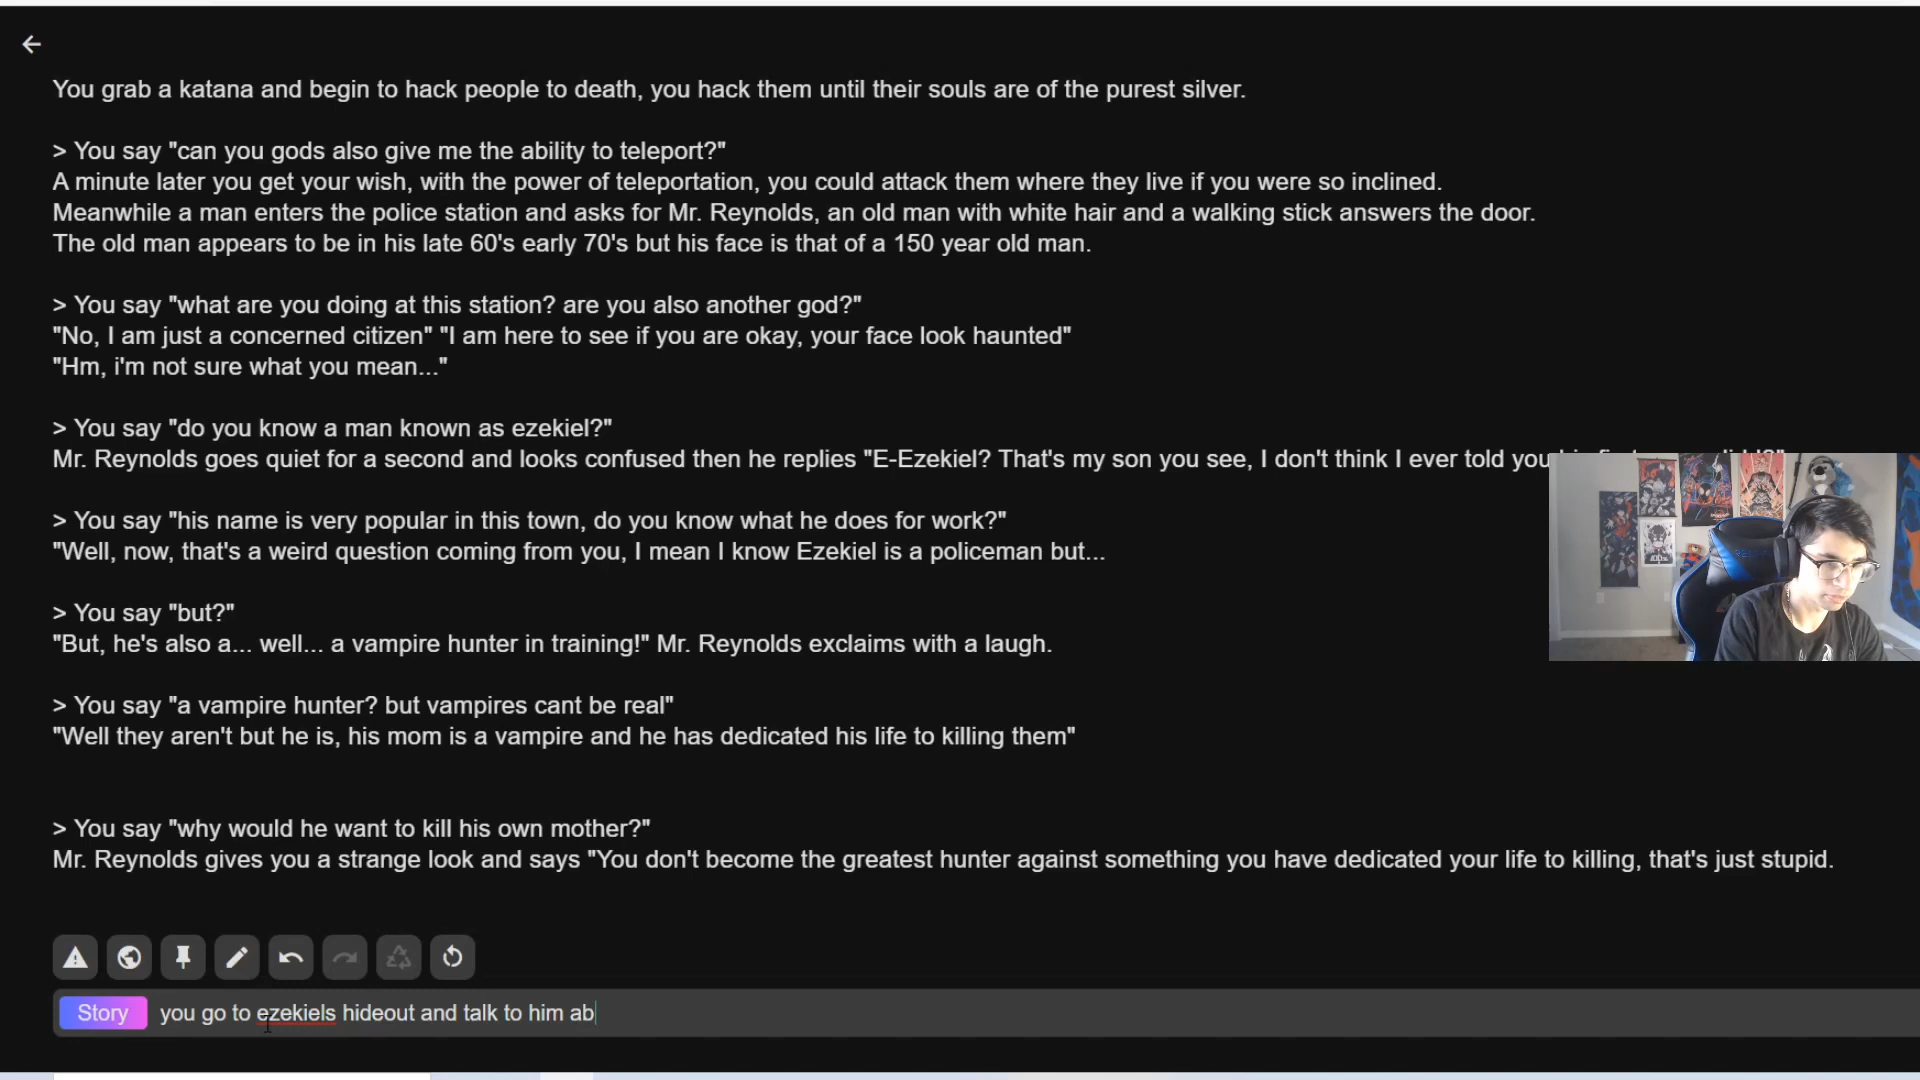 You grab a katana and begin to hack people to death, you hack them until their souls are of the purest silver.
> You say "can you gods also give me the ability to teleport?"
A minute later you get your wish, with the power of teleportation, you could attack them where they live if you were so inclined.
Meanwhile a man enters the police station and asks for Mr. Reynolds, an old man with white hair and a walking stick answers the door.
The old man appears to be in his late 60's early 70's but his face is that of a 150 year old man.
> You say "what are you doing at this station? are you also another god?"
"No, I am just a concerned citizen" "I am here to see if you are okay, your face look haunted"
"Hm, i'm not sure what you mean..."
> You say "do you know a man known as ezekiel?"
Mr. Reynolds goes quiet for a second and looks confused then he replies "E-Ezekiel? That's my son you see, I don't think I ever told you
> You say "his name is very popular in this town, do you know what he does for work?"
"Well, now, that's a weird question coming from you, I mean I know Ezekiel is a policeman but...
> You say "but?"
"But, he's also a... well... a vampire hunter in training!" Mr. Reynolds exclaims with a laugh.
> You say "a vampire hunter? but vampires cant be real"
"Well they aren't but he is, his mom is a vampire and he has dedicated his life to killing them"
> You say "why would he want to kill his own mother?"
Mr. Reynolds gives you a strange look and says "You don't become the greatest hunter against something you have dedicated your life to killing, that's just stupid.
Story you go to ezekiels hideout and talk to him ab